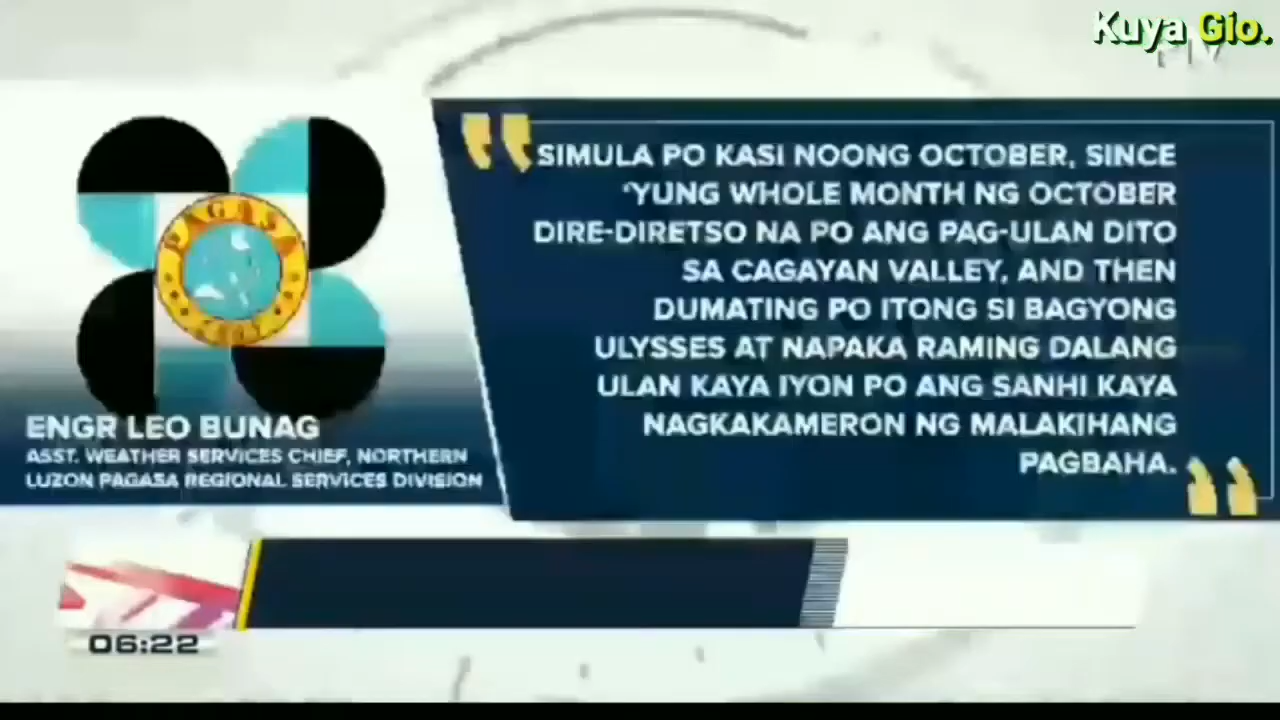 Kuya Gio.
PTV
SIMULA PO KASI NOONG OCTOBER, SINCE
'YUNG WHOLE MONTH NG OCTOBER
DIRE-DIRETSO NA PO ANG PAG-ULAN DITO
SA CAGAYAN VALLEY, AND THEN
DUMATING PO ITONG SI BAGYONG
ULYSSES AT NAPAKA RAMING DALANG
ULAN KAYA IYON PO ANG SANHI KAYA
NAGKAKAMERON NG MALAKIHANG
PAGBAHA.
PAGASA
ENGR LEO BUNAG
ASST. WEATHER SERVICES CHIEF, NORTHERN
LUZON PAGASA REGIONAL SERVICES DIVISION
06:22